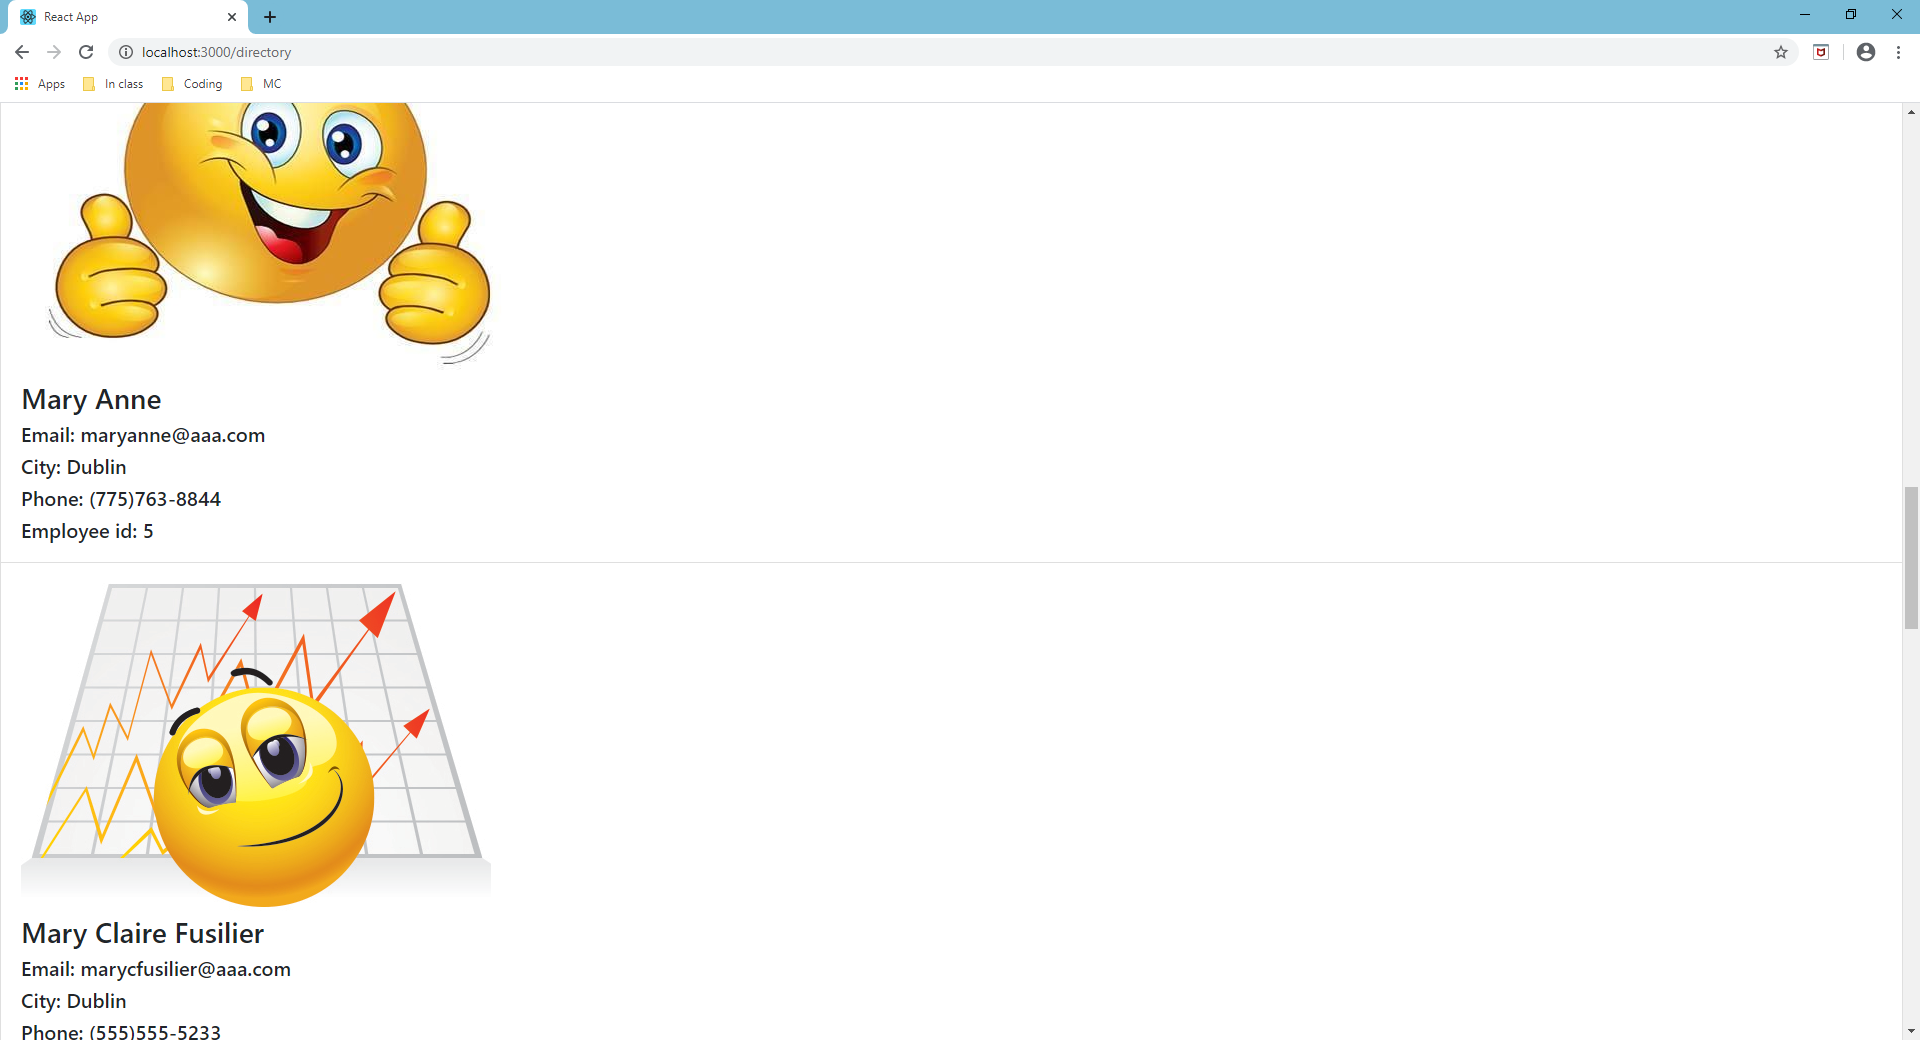 React App
localhost:3000/directory
Apps In class Coding MC
Mary Anne
Email: maryanne@aaa.com
City: Dublin
Phone: (775)763-8844
Employee id: 5
Mary Claire Fusilier
Email: marycfusilier@aaa.com
City: Dublin
Phone: (555)555-5233